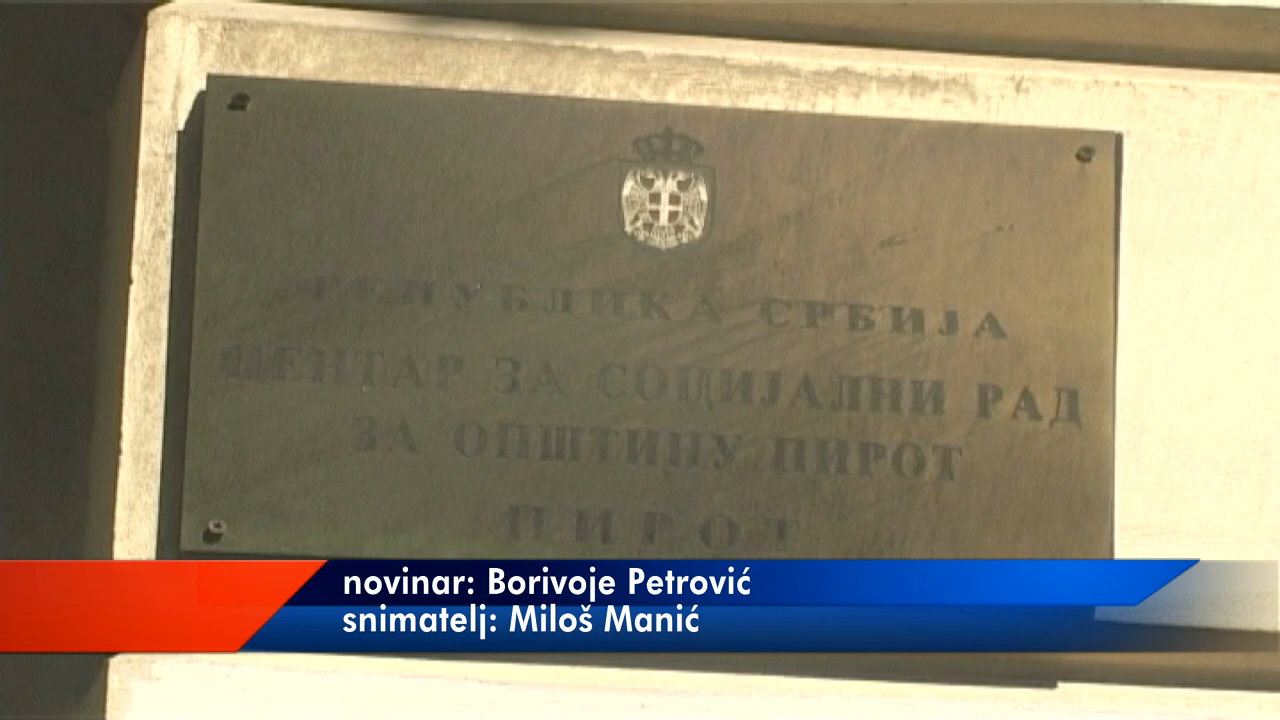 РЕПУБЛИКА СРБИЈА
ЦЕНТАР ЗА СОЦИЈАЛНИ РАД
ЗА ОПШТИНУ ПИРОТ
ПИРОТ
novinar: Borivoje Petrović
snimatelj: Miloš Manić